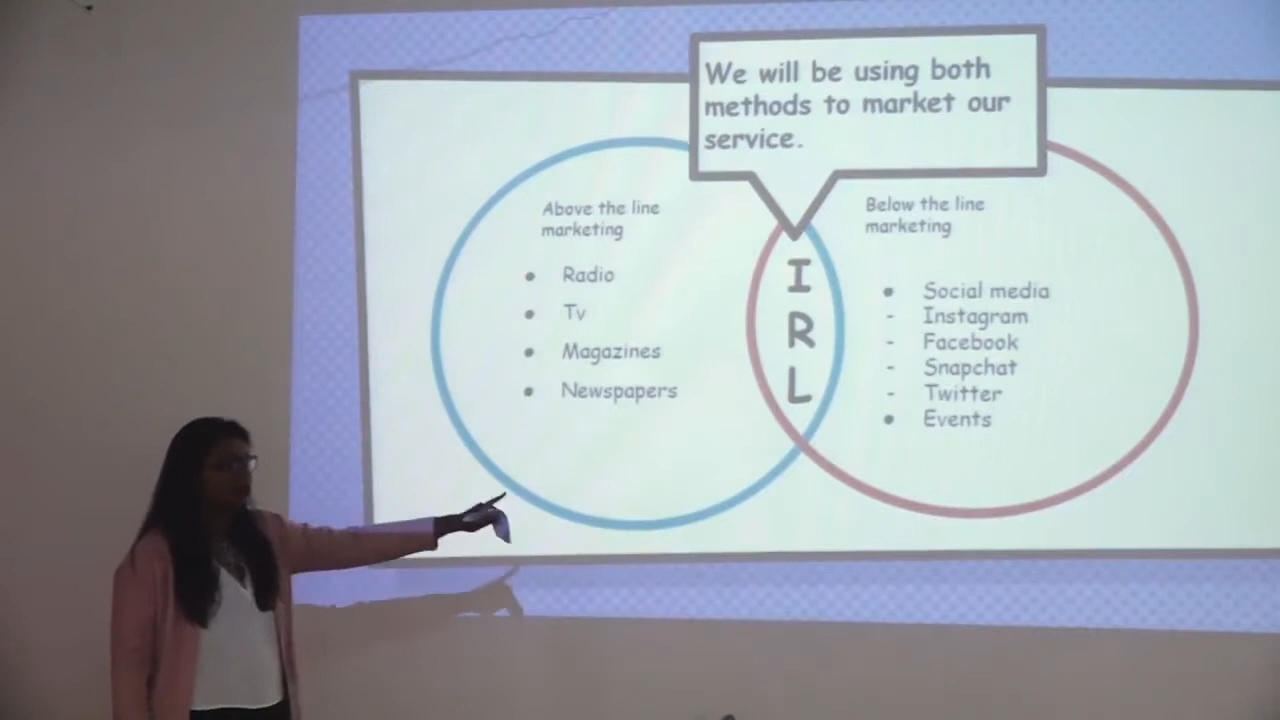 We will be using both
methods to market our
service.
Above the line
marketing
● Radio
● Tv
● Magazines
● Newspapers
I
R
L
Below the line
marketing
● Social media
- Instagram
- Facebook
- Snapchat
- Twitter
● Events